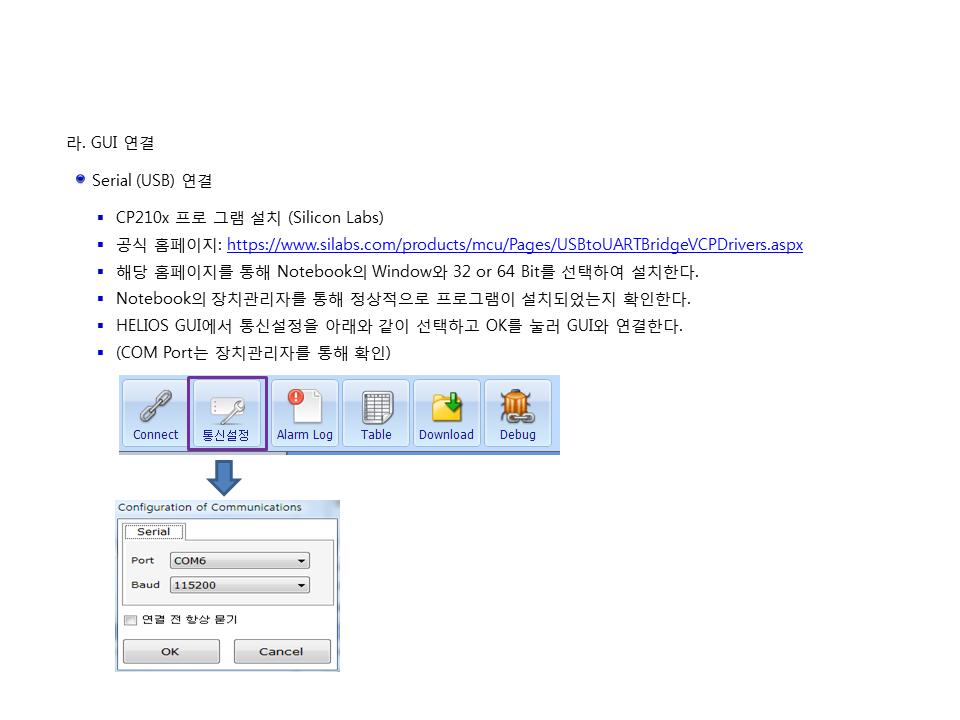 라. GUI 연결
Serial (USB) 연결
CP210x 프로 그램 설치 (Silicon Labs)
공식 홈페이지: https://www.silabs.com/products/mcu/Pages/USBtoUARTBridgeVCPDrivers.aspx
해당 홈페이지를 통해 Notebook의 Window와 32 or 64 Bit를 선택하여 설치한다.
Notebook의 장치관리자를 통해 정상적으로 프로그램이 설치되었는지 확인한다.
HELIOS GUI에서 통신설정을 아래와 같이 선택하고 OK를 눌러 GUI와 연결한다.
(COM Port는 장치관리자를 통해 확인)
Connect 통신설정 Alarm Log Table Download Debug
Configuration of Communications
Serial
Port COM6
Baud 115200
연결 전 항상 묻기
OK Cancel